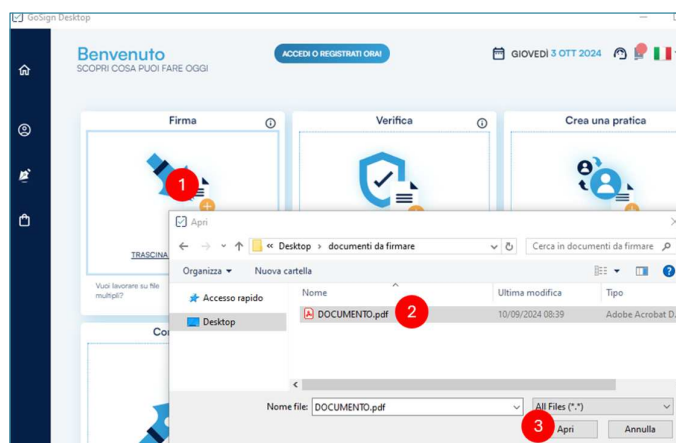 GoSign Desktop
Benvenuto
SCOPRI COSA PUOI FARE OGGI
ACCEDI O REGISTRATI ORA!
GIOVEDÌ 3 OTT 2024
Firma
Verifica
Crea una pratica
1
TRASCINA
Vuoi lavorare su file
multipli?
Co
Apri
« Desktop › documenti da firmare
Cerca in documenti da firmare
Organizza
Nuova cartella
Accesso rapido
Desktop
Nome
Ultima modifica
Tipo
DOCUMENTO.pdf
2
10/09/2024 08:39
Adobe Acrobat D.
Nome file:
DOCUMENTO.pdf
All Files (*.*)
3
Apri
Annulla